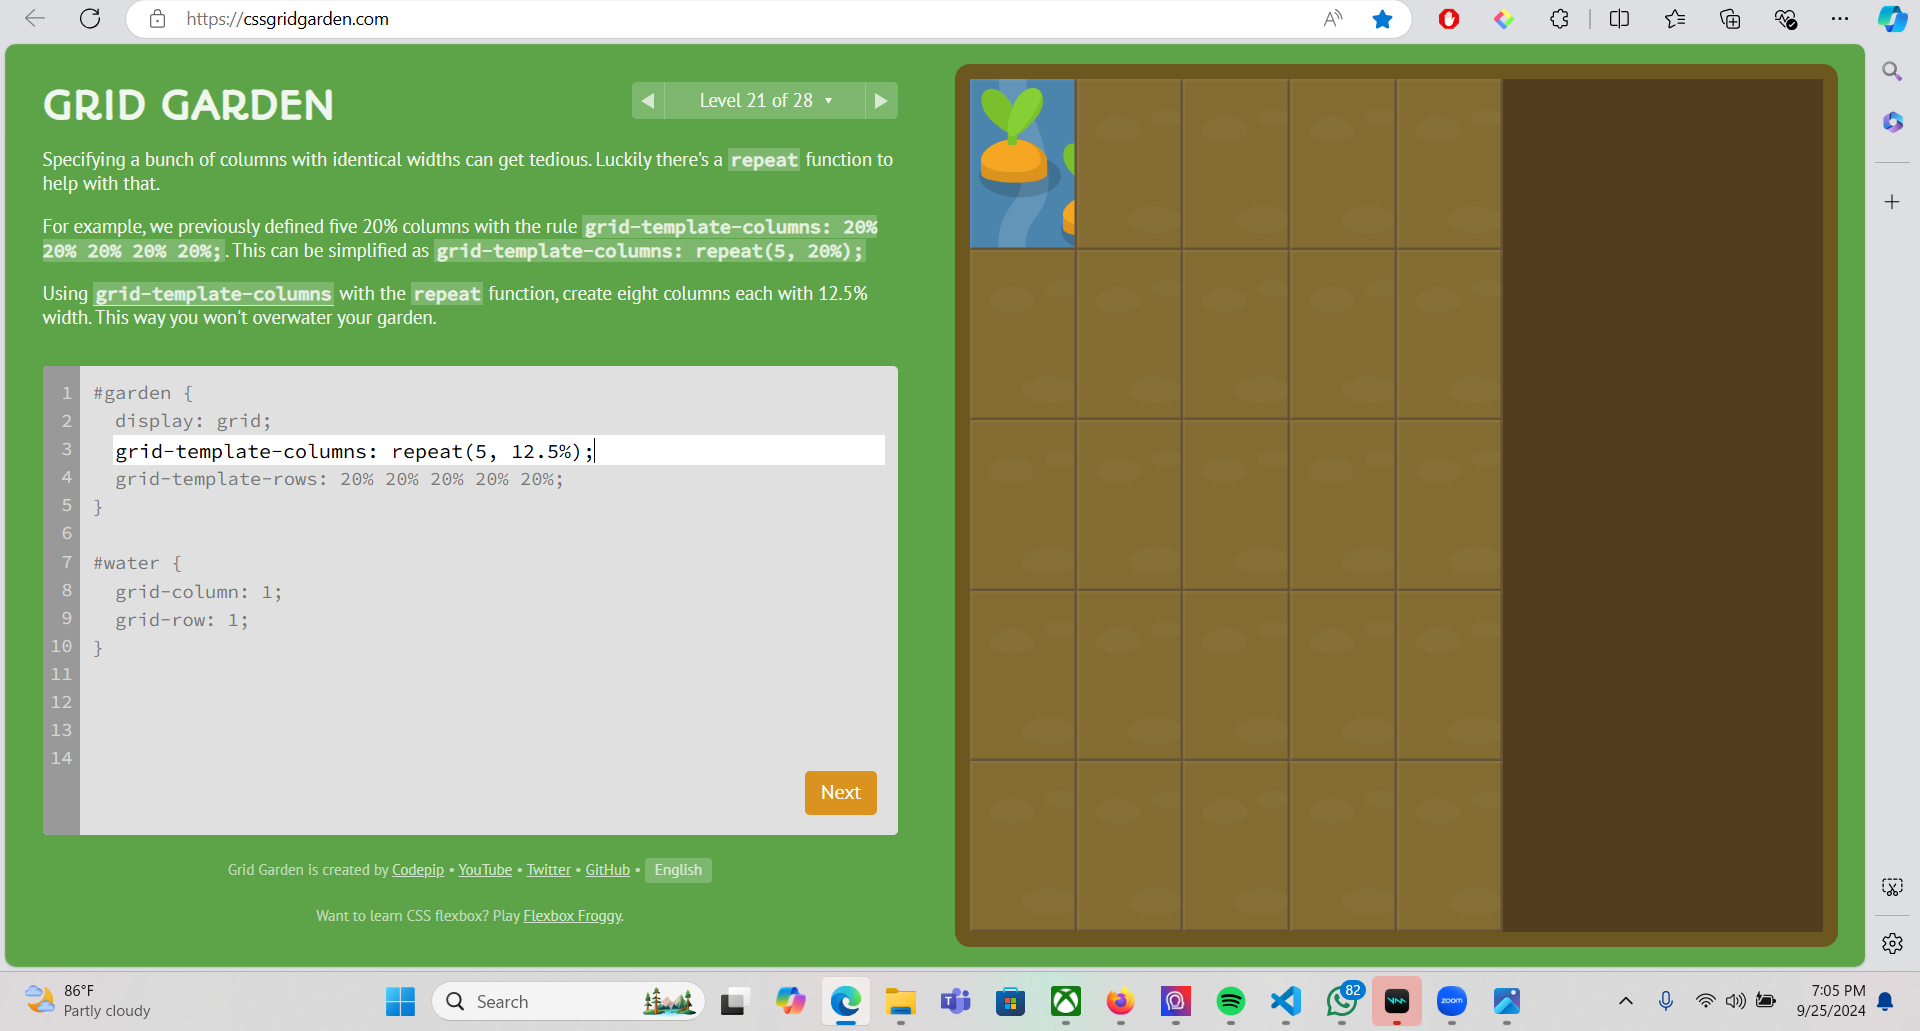 https://cssgridgarden.com
GRID GARDEN
Level 21 of 28
Specifying a bunch of columns with identical widths can get tedious. Luckily there's a repeat function to
help with that.
For example, we previously defined five 20% columns with the rule grid-template-columns: 20%
20% 20% 20% 20%;. This can be simplified as grid-template-columns: repeat(5, 20%);
Using grid-template-columns with the repeat function, create eight columns each with 12.5%
width. This way you won't overwater your garden.
1 #garden {
2 display: grid;
3 grid-template-columns: repeat(5, 12.5%);
4 grid-template-rows: 20% 20% 20% 20% 20%;
5 }
6
7 #water {
8 grid-column: 1;
9 grid-row: 1;
10 }
11
12
13
14
Next
Grid Garden is created by Codepip • YouTube • Twitter • GitHub • English
Want to learn CSS flexbox? Play Flexbox Froggy.
86°F
Partly cloudy
Search
82
zoom
7:05 PM
9/25/2024